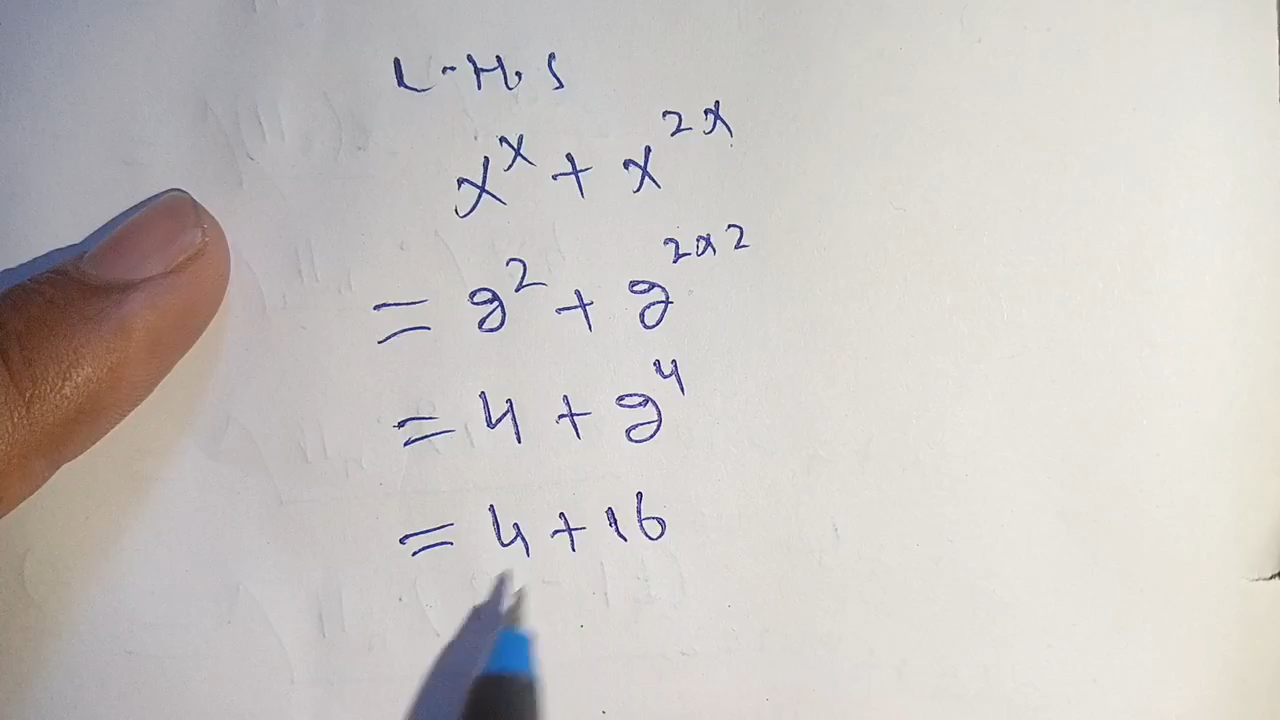 L-H.S
x^x + x^{2x}
= 2^2 + 2^{2×2}
= 4 + 2^4
= 4 + 16